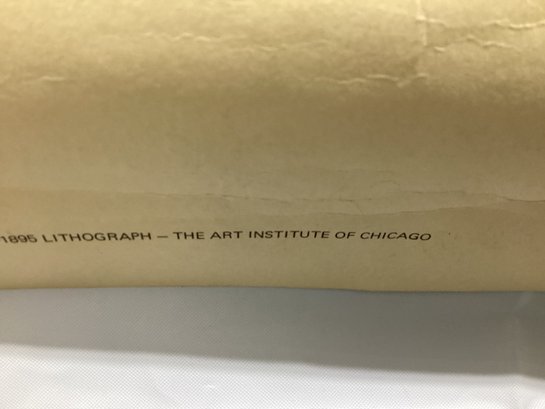 1895 LITHOGRAPH – THE ART INSTITUTE OF CHICAGO